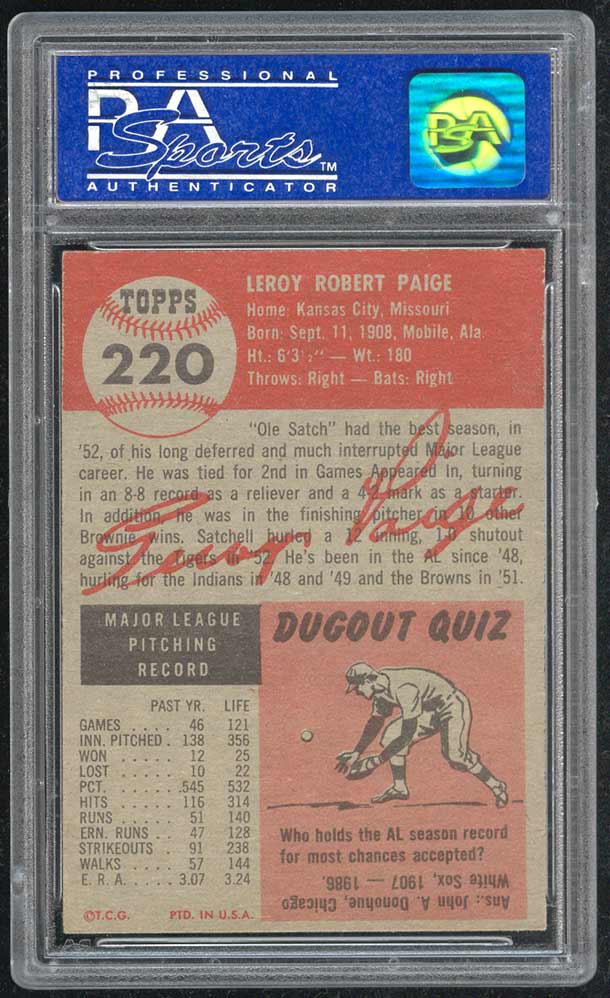 PROFESSIONAL
PSA
Sports™
AUTHENTICATOR
PSA
TOPPS
220
LEROY ROBERT PAIGE
Home: Kansas City, Missouri
Born: Sept. 11, 1908, Mobile, Ala.
Ht.: 6'3½" — Wt.: 180
Throws: Right — Bats: Right
"Ole Satch" had the best season, in
'52, of his long deferred and much interrupted Major League
career. He was tied for 2nd in Games Appeared In, turning
in an 8-8 record as a reliever and a 4-2 mark as a starter.
In addition, he was in the finishing pitcher in 10 other
Brownie wins. Satchell hurled a 12 inning, 1-0 shutout
against the Tigers in '52. He's been in the AL since '48,
hurling for the Indians in '48 and '49 and the Browns in '51.
Leroy Paige
MAJOR LEAGUE
PITCHING
RECORD
PAST YR. LIFE
GAMES . . . . 46 121
INN. PITCHED . 138 356
WON . . . . . 12 25
LOST . . . . . 10 22
PCT. . . . . . .545 532
HITS . . . . . 116 314
RUNS . . . . . 51 140
ERN. RUNS . . 47 128
STRIKEOUTS . . 91 238
WALKS . . . . 57 144
E. R. A. . . . . 3.07 3.24
©T.C.G. PTD. IN U.S.A.
DUGOUT QUIZ
Who holds the AL season record
for most chances accepted?
Ans.: John A. Donohue, Chicago
White Sox, 1907 — 1986.